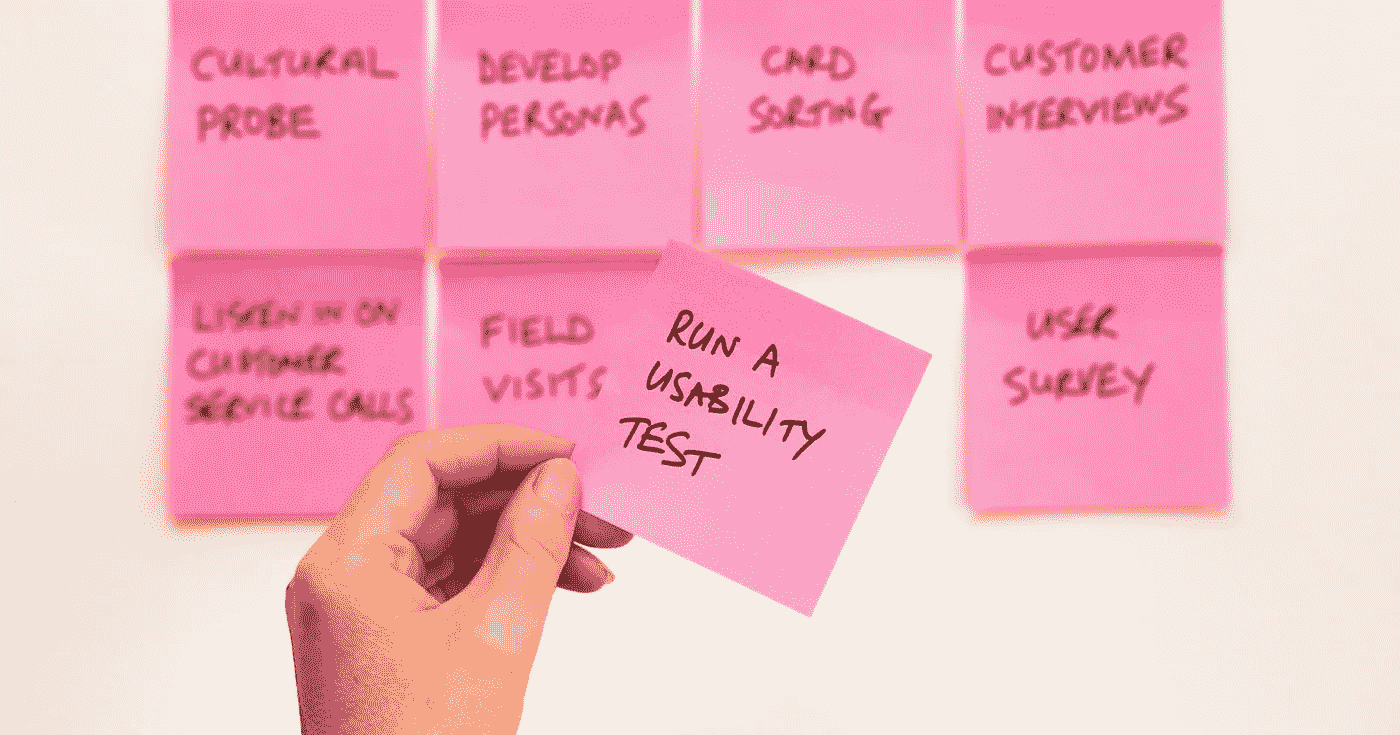 CULTURAL
PROBE
DEVELOP
PERSONAS
CARD
SORTING
CUSTOMER
INTERVIEWS
LISTEN IN ON
CUSTOMER
SERVICE CALLS
FIELD
VISITS
RUN A
USABILITY
TEST
USER
SURVEY